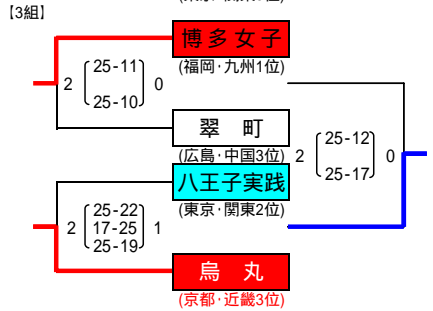 【3組】
博多女子
(福岡・九州1位)
2 25-11 0
25-10
翠 町
(広島・中国3位)
2 25-12 0
25-17
八王子実践
(東京・関東2位)
25-22
2 17-25 1
25-19
烏 丸
(京都・近畿3位)